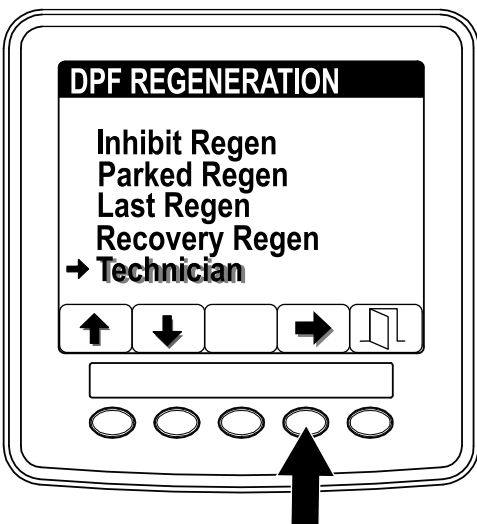 DPF REGENERATION
Inhibit Regen
Parked Regen
Last Regen
Recovery Regen
Technician